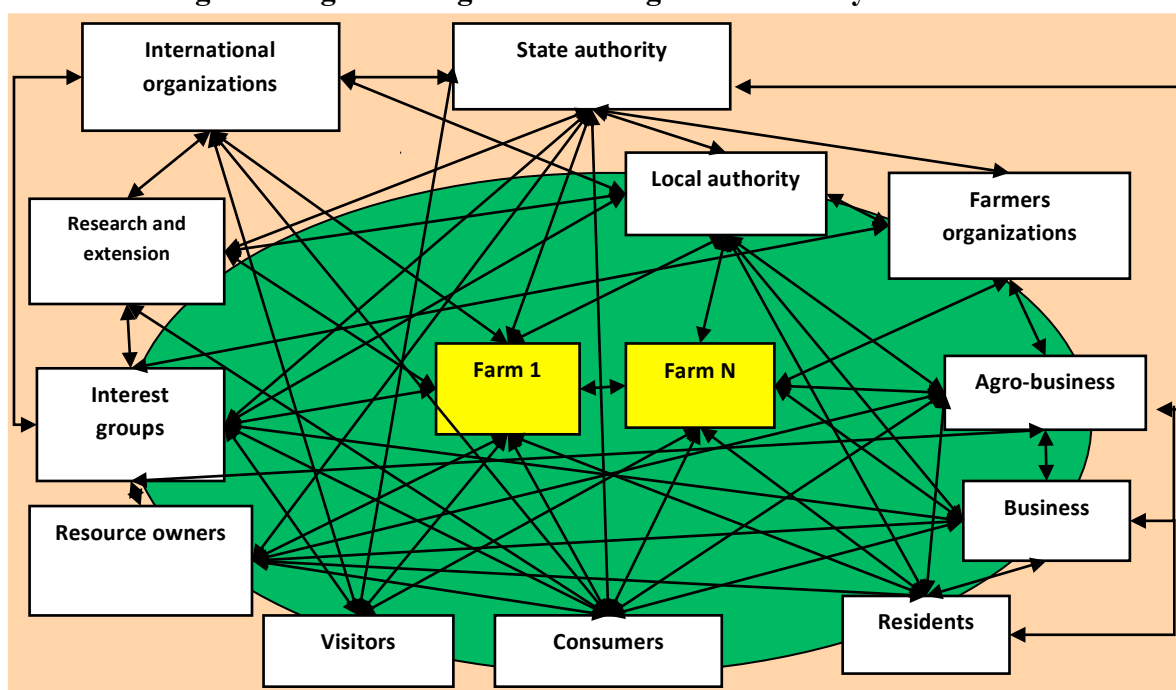 International
organizations
State authority
Local authority
Farmers
organizations
Research and
extension
Farm 1
Farm N
Agro-business
Interest
groups
Business
Resource owners
Residents
Visitors
Consumers